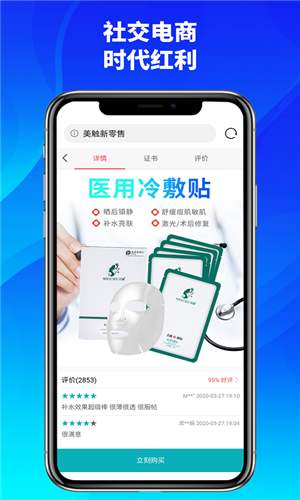 社交电商
时代红利
美触新零售
详情 证书 评价
医用冷敷贴
晒后镇静 舒缓痘肌敏肌
补水亮肤 激光/术后修复
评价(2853) 95% 好评
2020-03-27 19:10
补水效果超级棒 很薄很透 很服帖
2020-03-27 19:04
很满意
立刻购买